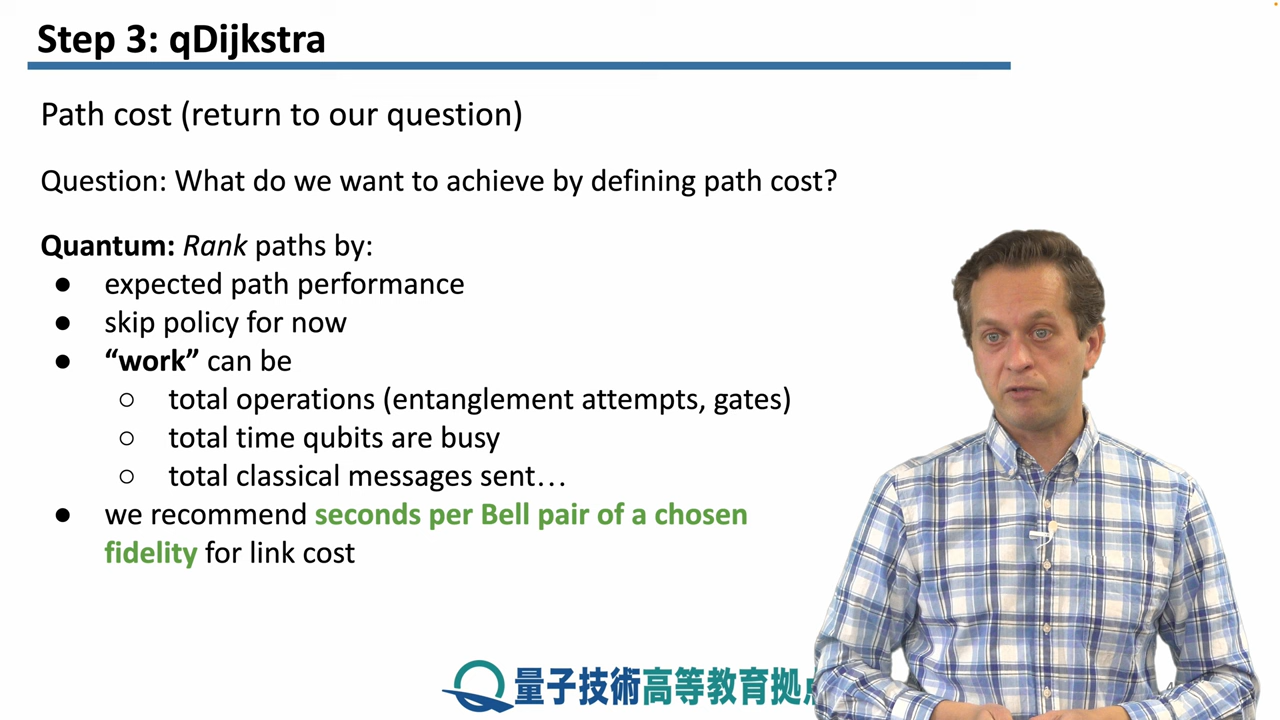 Step 3: qDijkstra
Path cost (return to our question)
Question: What do we want to achieve by defining path cost?
Quantum: Rank paths by:
● expected path performance
● skip policy for now
● “work” can be
○ total operations (entanglement attempts, gates)
○ total time qubits are busy
○ total classical messages sent…
● we recommend seconds per Bell pair of a chosen
fidelity for link cost
量子技術高等教育拠